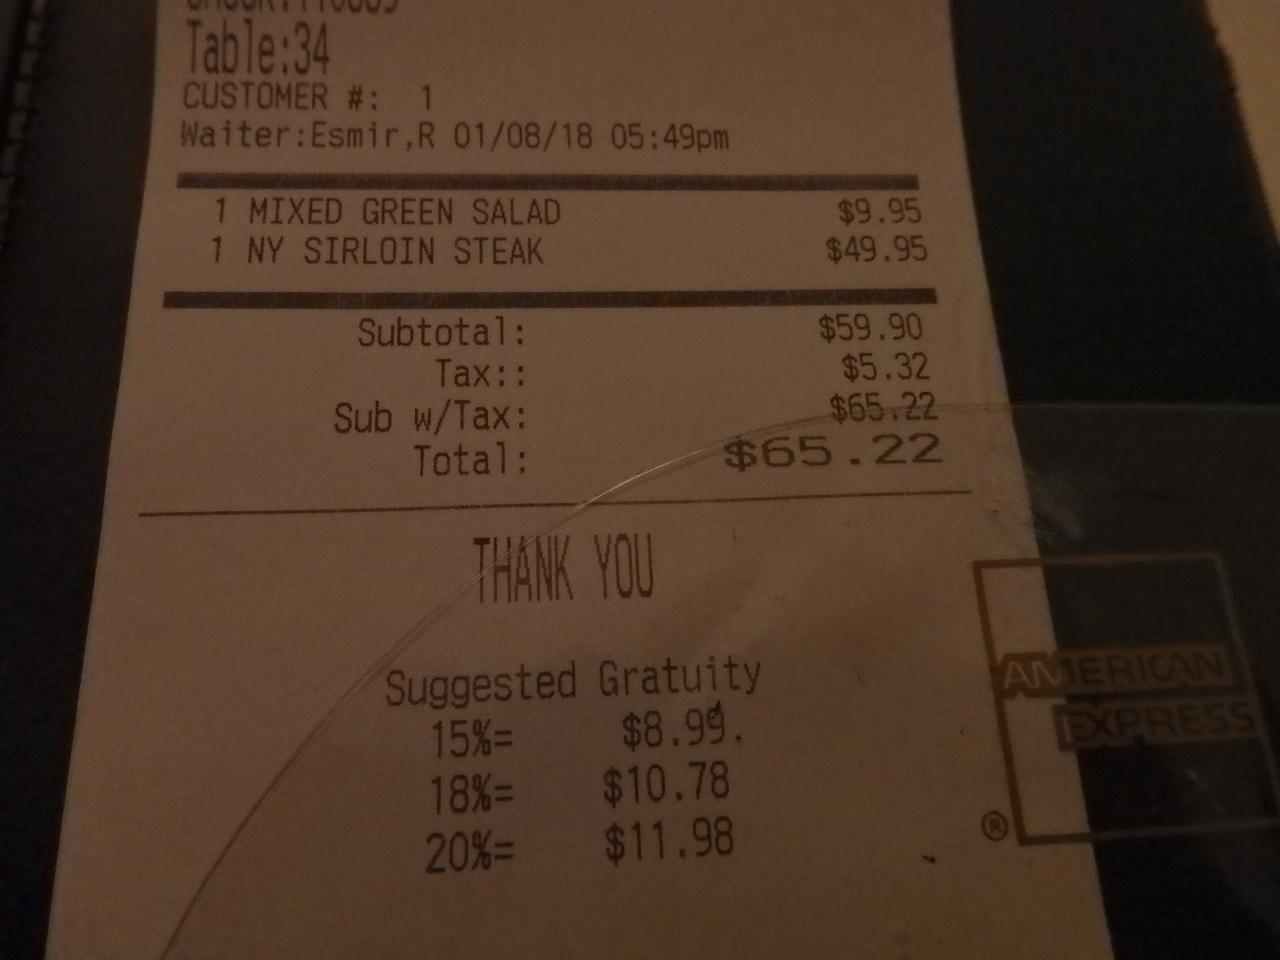 Table:34
CUSTOMER #: 1
Waiter:Esmir,R 01/08/18 05:49pm
1 MIXED GREEN SALAD $9.95
1 NY SIRLOIN STEAK $49.95
Subtotal: $59.90
Tax:: $5.32
Sub w/Tax: $65.22
Total: $65.22
THANK YOU
Suggested Gratuity
15%= $8.99.
18%= $10.78
20%= $11.98
AMERICAN
EXPRESS
®